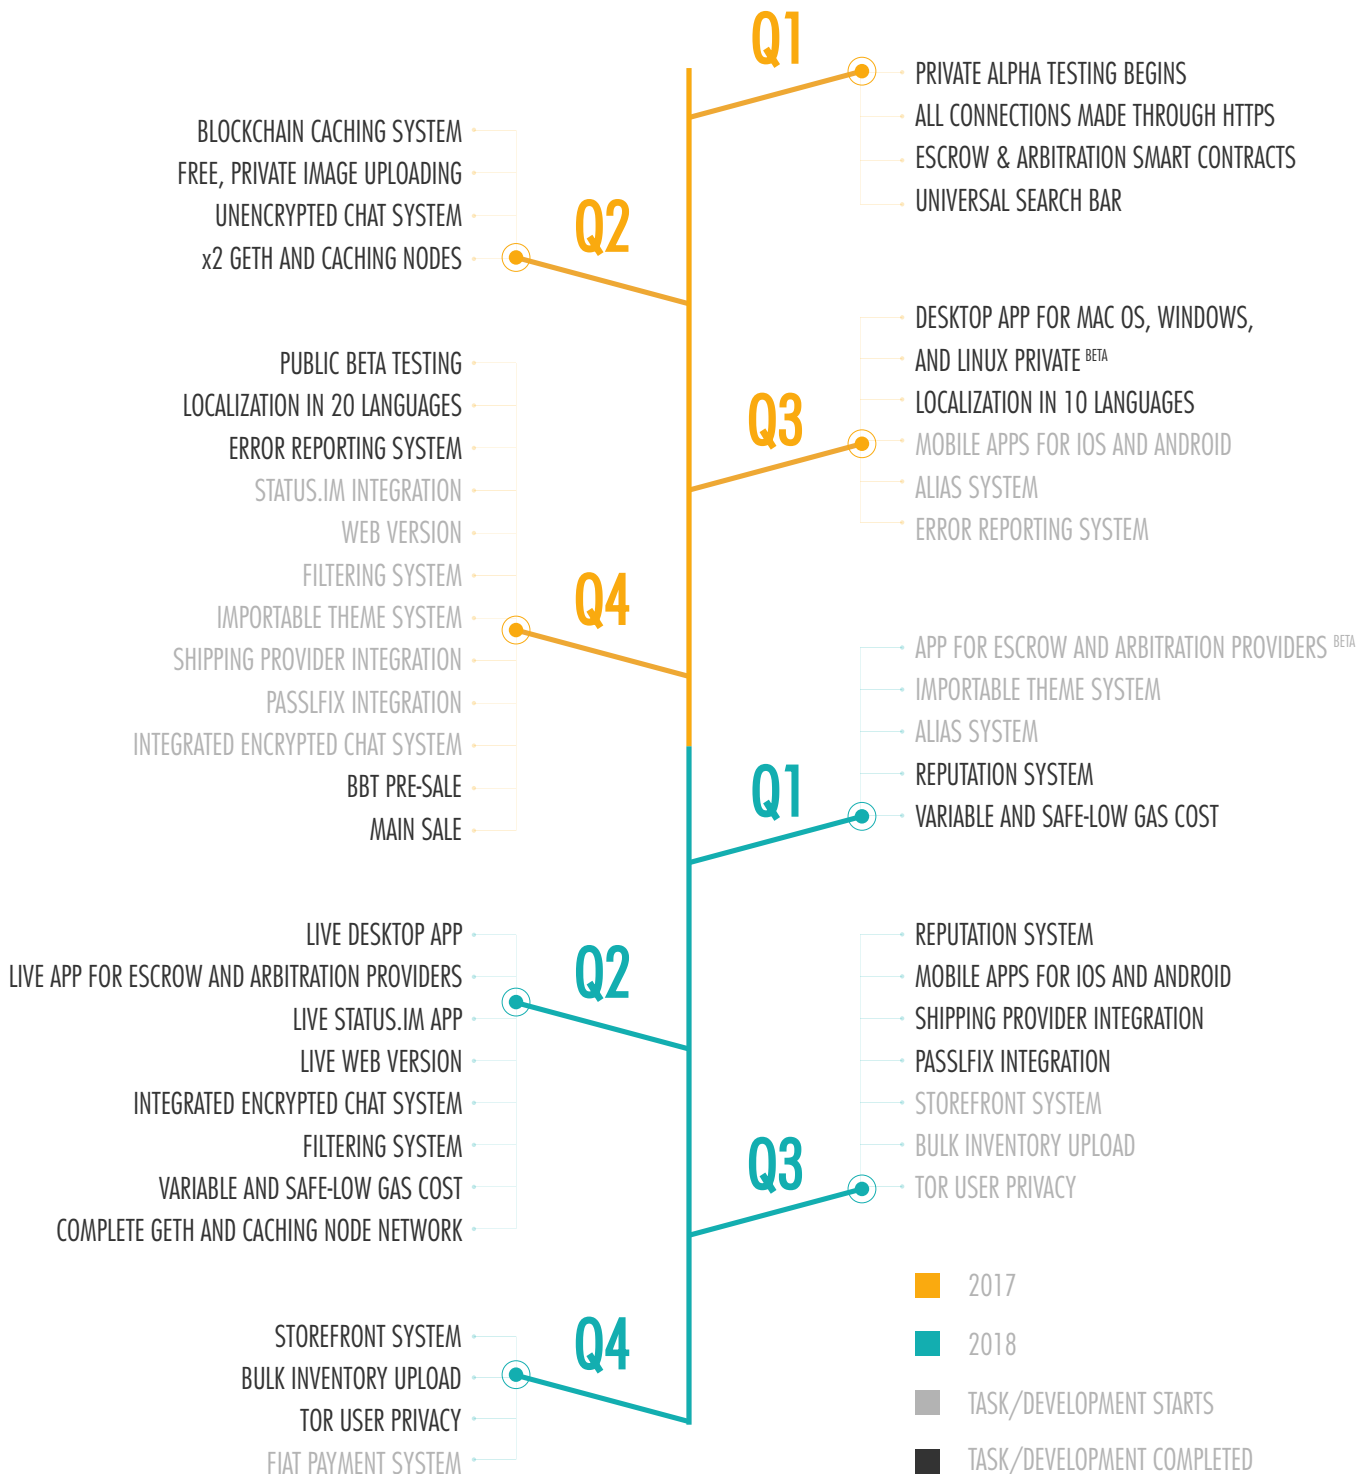 Q1
PRIVATE ALPHA TESTING BEGINS
ALL CONNECTIONS MADE THROUGH HTTPS
ESCROW & ARBITRATION SMART CONTRACTS
UNIVERSAL SEARCH BAR
Q2
BLOCKCHAIN CACHING SYSTEM
FREE, PRIVATE IMAGE UPLOADING
UNENCRYPTED CHAT SYSTEM
x2 GETH AND CACHING NODES
Q3
DESKTOP APP FOR MAC OS, WINDOWS,
AND LINUX PRIVATE BETA
LOCALIZATION IN 10 LANGUAGES
MOBILE APPS FOR IOS AND ANDROID
ALIAS SYSTEM
ERROR REPORTING SYSTEM
Q4
PUBLIC BETA TESTING
LOCALIZATION IN 20 LANGUAGES
ERROR REPORTING SYSTEM
STATUS.IM INTEGRATION
WEB VERSION
FILTERING SYSTEM
IMPORTABLE THEME SYSTEM
SHIPPING PROVIDER INTEGRATION
PASSLFIX INTEGRATION
INTEGRATED ENCRYPTED CHAT SYSTEM
BBT PRE-SALE
MAIN SALE
Q1
APP FOR ESCROW AND ARBITRATION PROVIDERS BETA
IMPORTABLE THEME SYSTEM
ALIAS SYSTEM
REPUTATION SYSTEM
VARIABLE AND SAFE-LOW GAS COST
Q2
LIVE DESKTOP APP
LIVE APP FOR ESCROW AND ARBITRATION PROVIDERS
LIVE STATUS.IM APP
LIVE WEB VERSION
INTEGRATED ENCRYPTED CHAT SYSTEM
FILTERING SYSTEM
VARIABLE AND SAFE-LOW GAS COST
COMPLETE GETH AND CACHING NODE NETWORK
Q3
REPUTATION SYSTEM
MOBILE APPS FOR IOS AND ANDROID
SHIPPING PROVIDER INTEGRATION
PASSLFIX INTEGRATION
STOREFRONT SYSTEM
BULK INVENTORY UPLOAD
TOR USER PRIVACY
Q4
STOREFRONT SYSTEM
BULK INVENTORY UPLOAD
TOR USER PRIVACY
FIAT PAYMENT SYSTEM
2017
2018
TASK/DEVELOPMENT STARTS
TASK/DEVELOPMENT COMPLETED